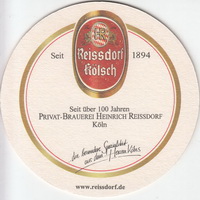 Reissdorf
Kölsch
Seit 1894
Seit über 100 Jahren
PRIVAT-BRAUEREI HEINRICH REISSDORF
Köln
www.reissdorf.de